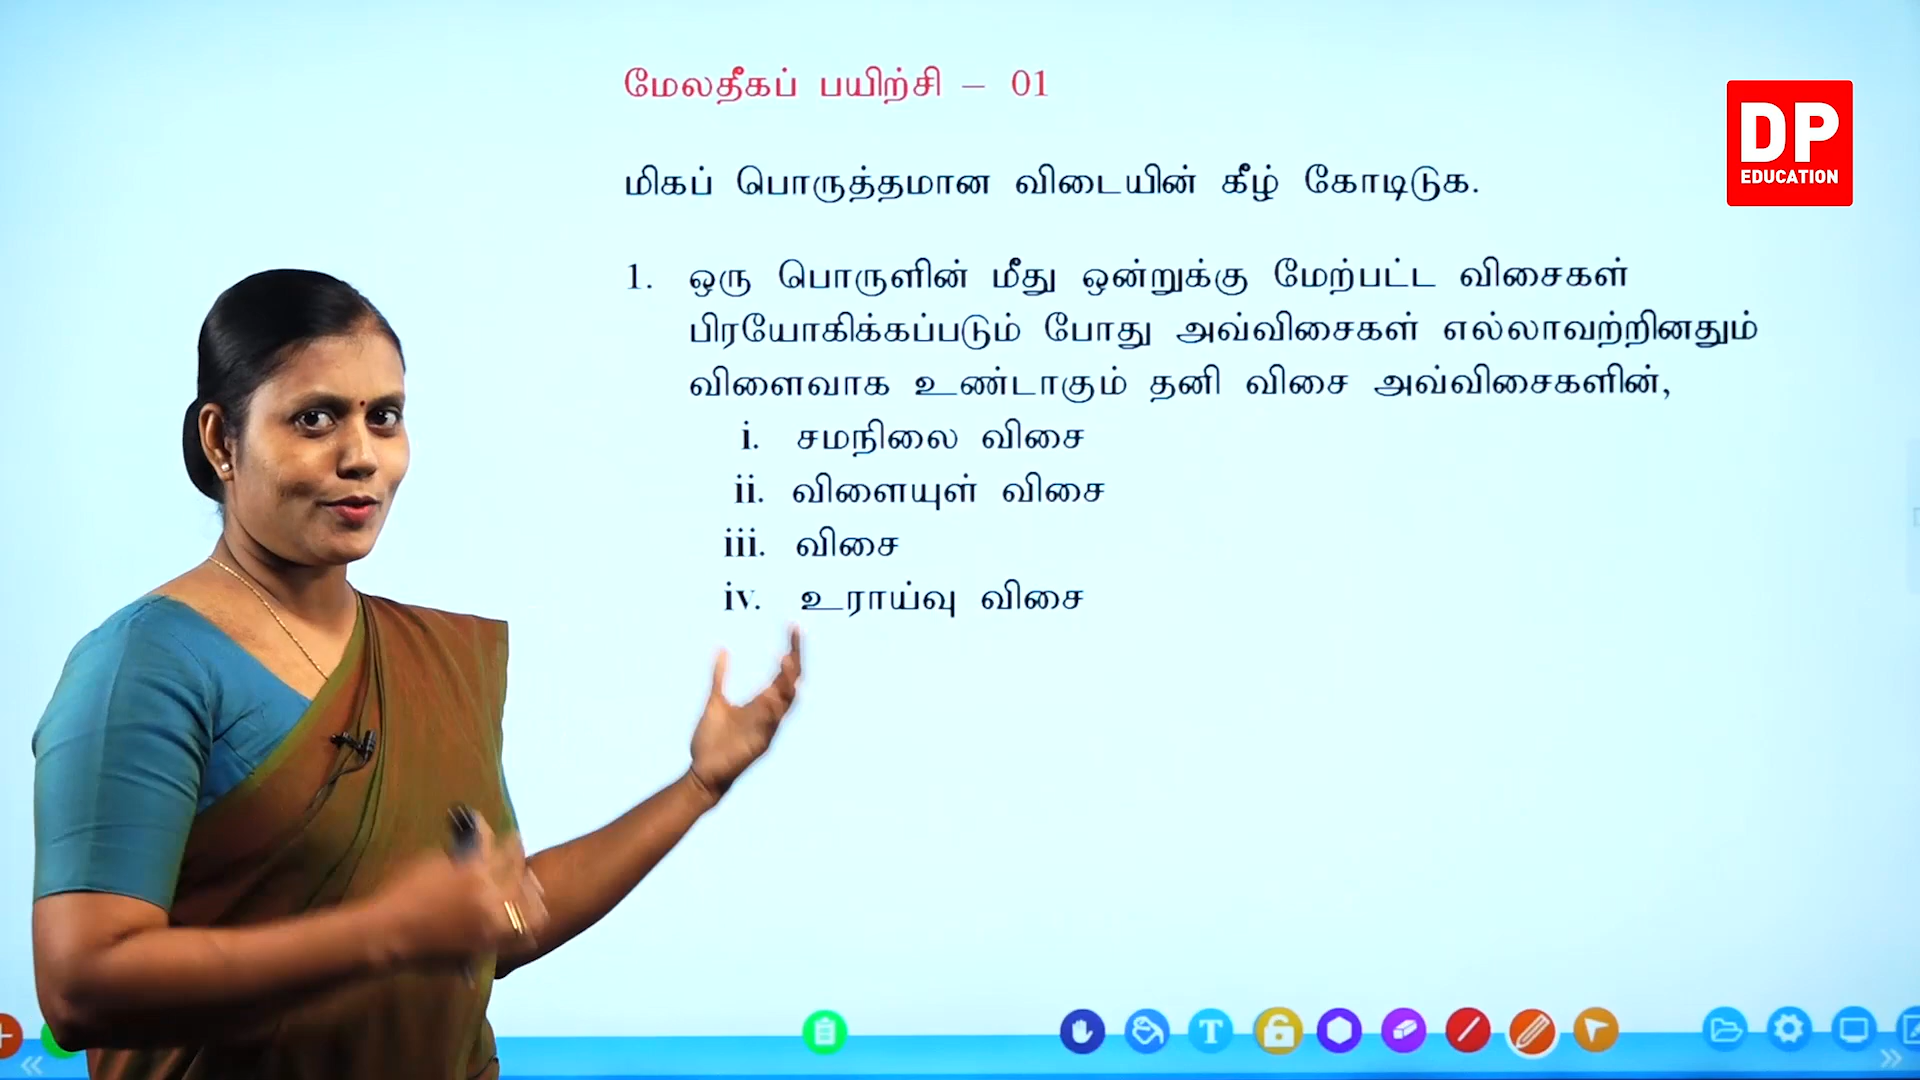 மேலதீகப் பயிற்சி – 01
DP
EDUCATION
மிகப் பொருத்தமான விடையின் கீழ் கோடிடுக.
1. ஒரு பொருளின் மீது ஒன்றுக்கு மேற்பட்ட விசைகள்
பிரயோகிக்கப்படும் போது அவ்விசைகள் எல்லாவற்றினதும்
விளைவாக உண்டாகும் தனி விசை அவ்விசைகளின்,
i. சமநிலை விசை
ii. விளையுள் விசை
iii. விசை
iv. உராய்வு விசை
T